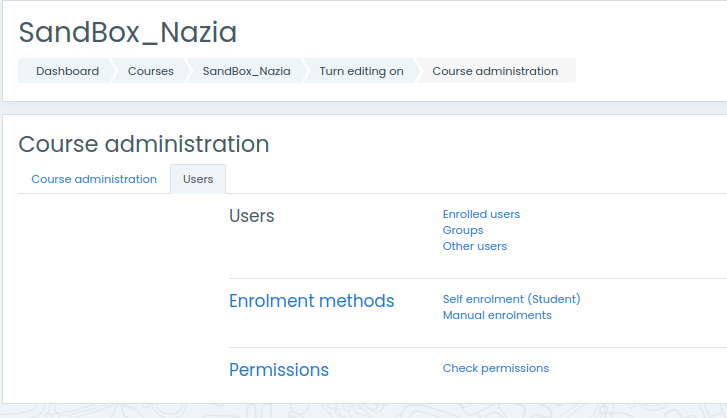 SandBox_Nazia
Dashboard Courses SandBox_Nazia Turn editing on Course administration
Course administration
Course administration Users
Users Enrolled users
Groups
Other users
Enrolment methods Self enrolment (Student)
Manual enrolments
Permissions Check permissions